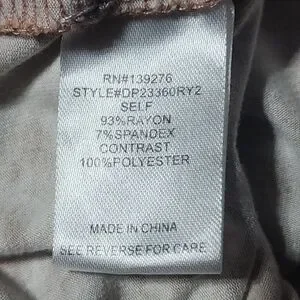 RN#139276
STYLE#DP23360RY2
SELF
93%RAYON
7%SPANDEX
CONTRAST
100%POLYESTER
MADE IN CHINA
SEE REVERSE FOR CARE